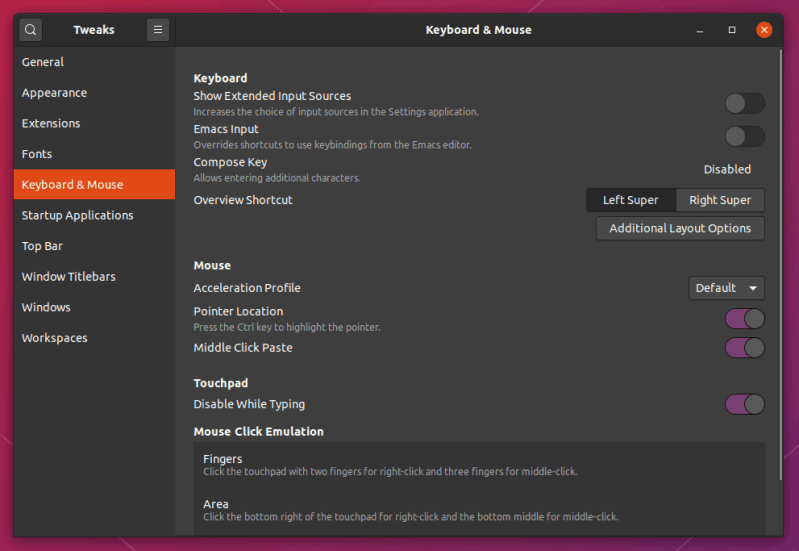 Tweaks
Keyboard & Mouse
General
Appearance
Extensions
Fonts
Keyboard & Mouse
Startup Applications
Top Bar
Window Titlebars
Windows
Workspaces
Keyboard
Show Extended Input Sources
Increases the choice of input sources in the Settings application.
Emacs Input
Overrides shortcuts to use keybindings from the Emacs editor.
Compose Key
Allows entering additional characters.
Disabled
Overview Shortcut
Left Super Right Super
Additional Layout Options
Mouse
Acceleration Profile Default
Pointer Location
Press the Ctrl key to highlight the pointer.
Middle Click Paste
Touchpad
Disable While Typing
Mouse Click Emulation
Fingers
Click the touchpad with two fingers for right-click and three fingers for middle-click.
Area
Click the bottom right of the touchpad for right-click and the bottom middle for middle-click.